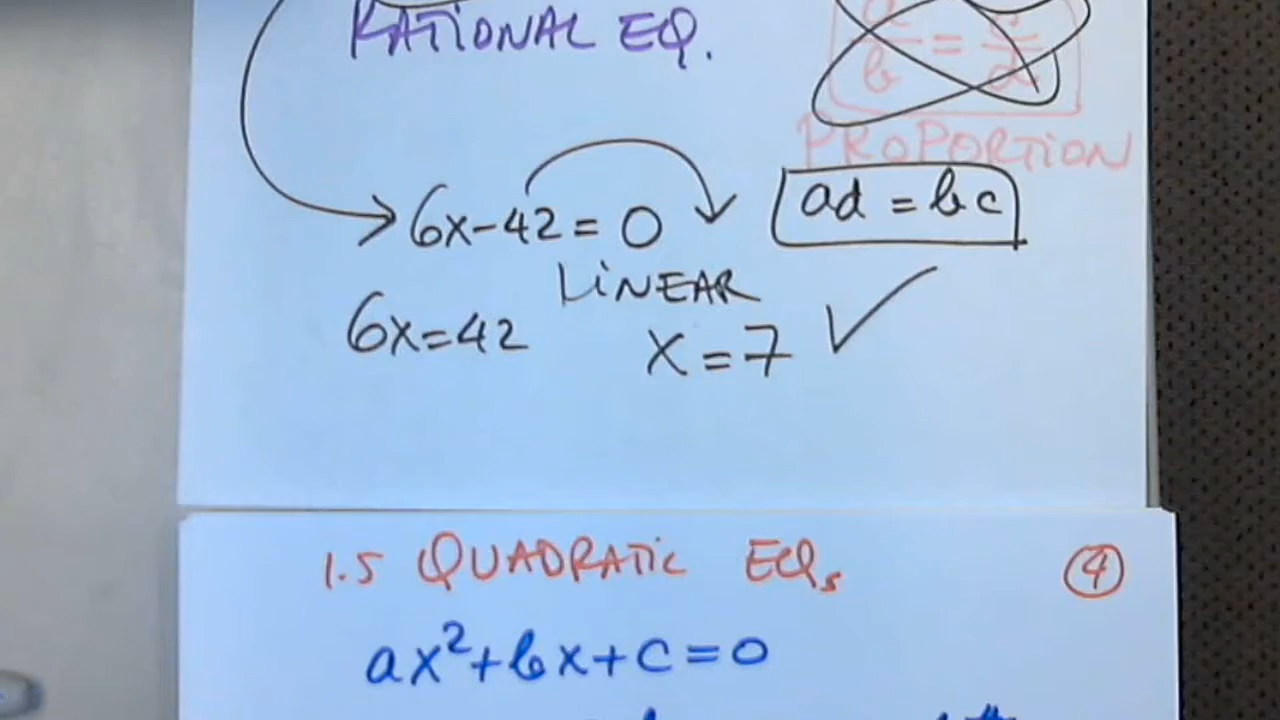 RATIONAL EQ.
a/b = c/d
PROPORTION
6x-42=0
ad = bc
LINEAR
6x=42
x=7 ✓
1.5 QUADRATIC EQs
4
ax²+bx+c=0